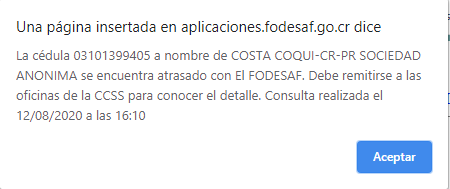 Una página insertada en aplicaciones.fodesaf.go.cr dice
La cédula 03101399405 a nombre de COSTA COQUI-CR-PR SOCIEDAD
ANONIMA se encuentra atrasado con El FODESAF. Debe remitirse a las
oficinas de la CCSS para conocer el detalle. Consulta realizada el
12/08/2020 a las 16:10
Aceptar